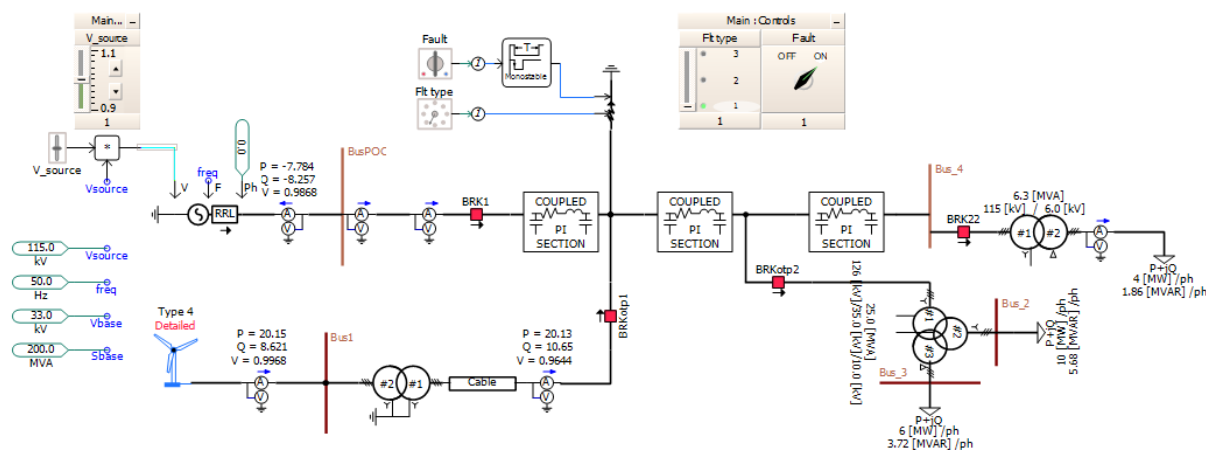 Main... –
V_source
1.1
0.9
1
Fault
T
Monostable
Flt type
Main : Controls –
Flt type
Fault
3
2
1
OFF ON
1
1
V_source
*
Vsource
0.0
freq
V
F
Ph
RRL
P = -7.784
Q = -8.257
V = 0.9868
A
V
BusPOC
A
V
A
V
BRK1
COUPLED
PI
SECTION
COUPLED
PI
SECTION
COUPLED
PI
SECTION
Bus_4
BRK22
6.3 [MVA]
115 [kV] / 6.0 [kV]
#1
#2
A
V
P+jQ
4 [MW] /ph
1.86 [MVAR] /ph
115.0
kV
Vsource
50.0
Hz
freq
33.0
kV
Vbase
200.0
MVA
Sbase
Type 4
Detailed
P = 20.15
Q = 8.621
V = 0.9968
A
V
Bus1
#2
#1
Cable
P = 20.13
Q = 10.65
V = 0.9644
A
V
BRKotp1
BRKotp2
25.0 [MVA]
126 [kV]/35.0 [kV]/10.0 [kV]
#1
#2
#3
Bus_2
P+jQ
10 [MW] /ph
5.68 [MVAR] /ph
Bus_3
P+jQ
6 [MW] /ph
3.72 [MVAR] /ph